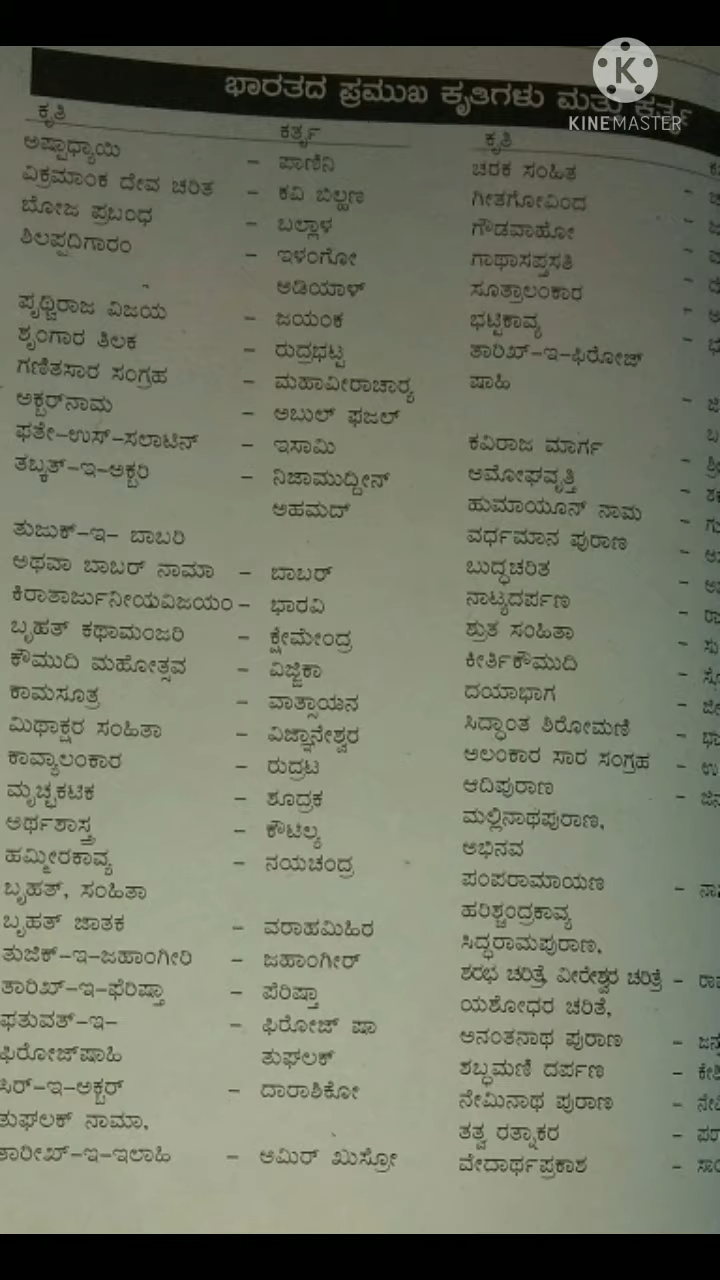 KINEMASTER
ಭಾರತದ ಪ್ರಮುಖ ಕೃತಿಗಳು ಮತ್ತು ಕರ್ತೃ
ಕೃತಿ ಕರ್ತೃ
ಅಷ್ಟಾಧ್ಯಾಯಿ – ಪಾಣಿನಿ
ವಿಕ್ರಮಾಂಕ ದೇವ ಚರಿತ – ಕವಿ ಬಿಲ್ಹಣ
ಬೋಜ ಪ್ರಬಂಧ – ಬಲ್ಲಾಳ
ಶಿಲಪ್ಪದಿಗಾರಂ – ಇಳಂಗೋ
ಅಡಿಯಾಳ್
ಪೃಥ್ವಿರಾಜ ವಿಜಯ – ಜಯಂಕ
ಶೃಂಗಾರ ತಿಲಕ – ರುದ್ರಭಟ್ಟ
ಗಣಿತಸಾರ ಸಂಗ್ರಹ – ಮಹಾವೀರಾಚಾರ‍್ಯ
ಅಕ್ಬರ್‌ನಾಮ – ಅಬುಲ್ ಫಜಲ್
ಫತೇ–ಉಸ್–ಸಲಾಟಿನ್ – ಇಸಾಮಿ
ತಬ್ಕತ್–ಇ–ಅಕ್ಬರಿ – ನಿಜಾಮುದ್ದೀನ್
ಅಹಮದ್
ತುಜುಕ್–ಇ– ಬಾಬರಿ
ಅಥವಾ ಬಾಬರ್ ನಾಮಾ – ಬಾಬರ್
ಕಿರಾತಾರ್ಜುನೀಯವಿಜಯಂ – ಭಾರವಿ
ಬೃಹತ್ ಕಥಾಮಂಜರಿ – ಕ್ಷೇಮೇಂದ್ರ
ಕೌಮುದಿ ಮಹೋತ್ಸವ – ವಿಜ್ಜಿಕಾ
ಕಾಮಸೂತ್ರ – ವಾತ್ಸಾಯನ
ಮಿಥಾಕ್ಷರ ಸಂಹಿತಾ – ವಿಜ್ಞಾನೇಶ್ವರ
ಕಾವ್ಯಾಲಂಕಾರ – ರುದ್ರಟ
ಮೃಚ್ಛಕಟಿಕ – ಶೂದ್ರಕ
ಅರ್ಥಶಾಸ್ತ್ರ – ಕೌಟಿಲ್ಯ
ಹಮ್ಮೀರಕಾವ್ಯ – ನಯಚಂದ್ರ
ಬೃಹತ್, ಸಂಹಿತಾ
ಬೃಹತ್ ಜಾತಕ – ವರಾಹಮಿಹಿರ
ತುಜಿಕ್–ಇ–ಜಹಾಂಗೀರಿ – ಜಹಾಂಗೀರ್
ತಾರಿಖ್–ಇ–ಫೆರಿಷ್ತಾ – ಪೆರಿಷ್ತಾ
ಫತುವತ್–ಇ– – ಫಿರೋಜ್ ಷಾ
ಫಿರೋಜ್‌ಷಾಹಿ ತುಘಲಕ್
ಸಿರ್–ಇ–ಅಕ್ಬರ್ – ದಾರಾಶಿಕೋ
ತುಘಲಕ್ ನಾಮಾ,
ತಾರೀಖ್–ಇ–ಇಲಾಹಿ – ಅಮಿರ್ ಖುಸ್ರೋ
ಕೃತಿ
ಚರಕ ಸಂಹಿತ –
ಗೀತಗೋವಿಂದ –
ಗೌಡವಾಹೋ –
ಗಾಥಾಸಪ್ತಸತಿ –
ಸೂತ್ರಾಲಂಕಾರ –
ಭಟ್ಟಿಕಾವ್ಯ –
ತಾರಿಖ್–ಇ–ಫಿರೋಜ್
ಷಾಹಿ –
ಕವಿರಾಜ ಮಾರ್ಗ –
ಅಮೋಘವೃತ್ತಿ –
ಹುಮಾಯೂನ್ ನಾಮ –
ವರ್ಧಮಾನ ಪುರಾಣ –
ಬುದ್ಧಚರಿತ –
ನಾಟ್ಯದರ್ಪಣ –
ಶ್ರುತ ಸಂಹಿತಾ –
ಕೀರ್ತಿಕೌಮುದಿ –
ದಯಾಭಾಗ –
ಸಿದ್ಧಾಂತ ಶಿರೋಮಣಿ –
ಅಲಂಕಾರ ಸಾರ ಸಂಗ್ರಹ –
ಆದಿಪುರಾಣ –
ಮಲ್ಲಿನಾಥಪುರಾಣ,
ಅಭಿನವ
ಪಂಪರಾಮಾಯಣ –
ಹರಿಶ್ಚಂದ್ರಕಾವ್ಯ
ಸಿದ್ಧರಾಮಪುರಾಣ,
ಶರಭ ಚರಿತ್ರೆ, ವೀರೇಶ್ವರ ಚರಿತ್ರೆ –
ಯಶೋಧರ ಚರಿತೆ,
ಅನಂತನಾಥ ಪುರಾಣ –
ಶಬ್ಧಮಣಿ ದರ್ಪಣ –
ನೇಮಿನಾಥ ಪುರಾಣ –
ತತ್ವ ರತ್ನಾಕರ –
ವೇದಾರ್ಥಪ್ರಕಾಶ –